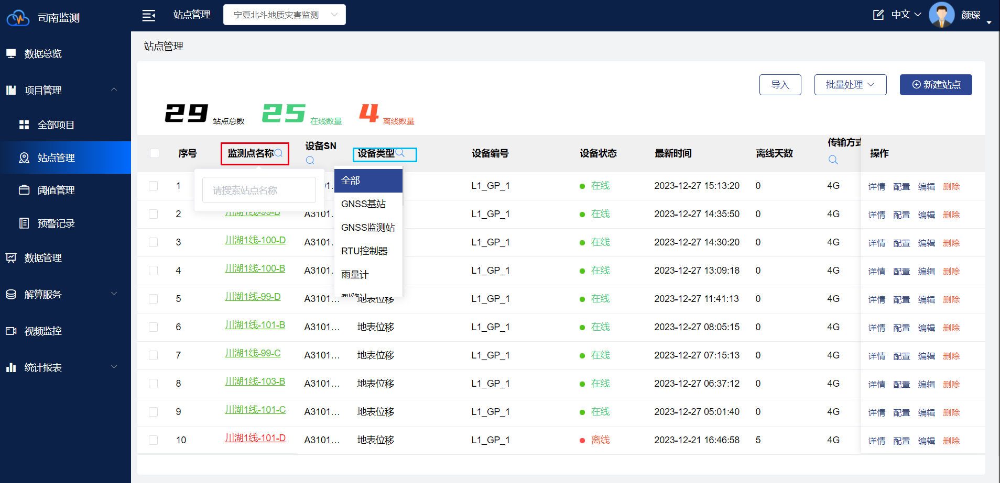 司南监测
站点管理
宁夏北斗地质灾害监测
中文
颜琛
数据总览
项目管理
全部项目
站点管理
阈值管理
预警记录
数据管理
解算服务
视频监控
统计报表
站点管理
导入
批量处理
新建站点
29 站点总数 25 在线数量 4 离线数量
序号 监测点名称 设备SN 设备类型 设备编号 设备状态 最新时间 离线天数 传输方式 操作
请搜索站点名称
全部
GNSS基站
GNSS监测站
RTU控制器
雨量计
1 L1_GP_1 在线 2023-12-27 15:13:20 0 4G 详情 配置 编辑 删除
2 川湖1线-99-B A3101. L1_GP_1 在线 2023-12-27 14:35:50 0 4G 详情 配置 编辑 删除
3 川湖1线-100-D A3101. L1_GP_1 在线 2023-12-27 14:30:20 0 4G 详情 配置 编辑 删除
4 川湖1线-100-B A3101. L1_GP_1 在线 2023-12-27 13:09:18 0 4G 详情 配置 编辑 删除
5 川湖1线-99-D A3101... 地表位移 L1_GP_1 在线 2023-12-27 11:41:13 0 4G 详情 配置 编辑 删除
6 川湖1线-101-B A3101... 地表位移 L1_GP_1 在线 2023-12-27 08:05:15 0 4G 详情 配置 编辑 删除
7 川湖1线-99-C A3101... 地表位移 L1_GP_1 在线 2023-12-27 07:15:13 0 4G 详情 配置 编辑 删除
8 川湖1线-103-B A3101... 地表位移 L1_GP_1 在线 2023-12-27 06:37:12 0 4G 详情 配置 编辑 删除
9 川湖1线-101-C A3101... 地表位移 L1_GP_1 在线 2023-12-27 05:01:40 0 4G 详情 配置 编辑 删除
10 川湖1线-101-D A3101... 地表位移 L1_GP_1 离线 2023-12-21 16:46:58 5 4G 详情 配置 编辑 删除